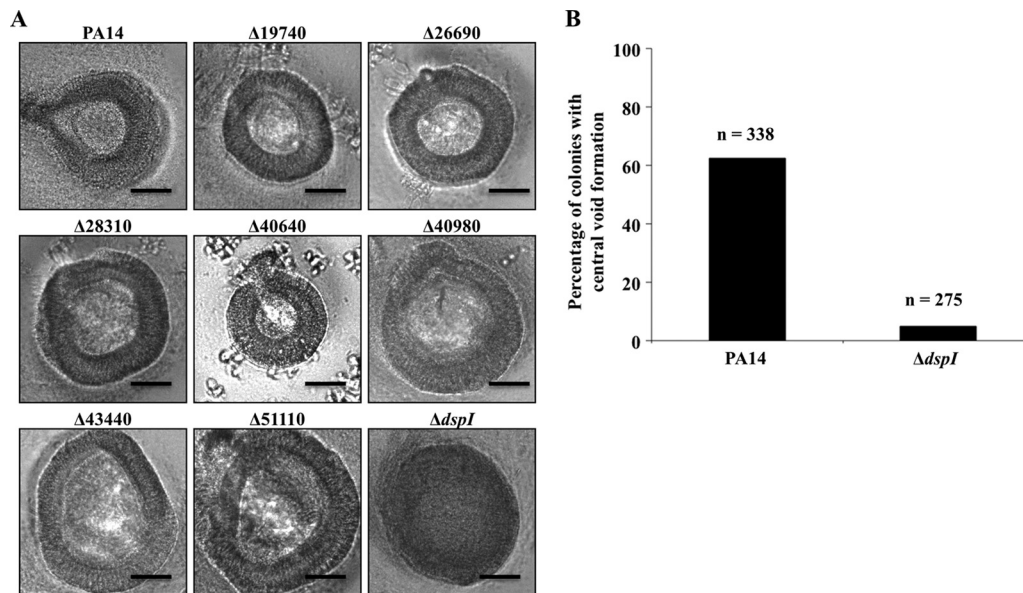 A
PA14
Δ19740
Δ26690
Δ28310
Δ40640
Δ40980
Δ43440
Δ51110
ΔdspI
B
Percentage of colonies with
central void formation
100
80
60
40
20
0
n = 338
n = 275
PA14
ΔdspI